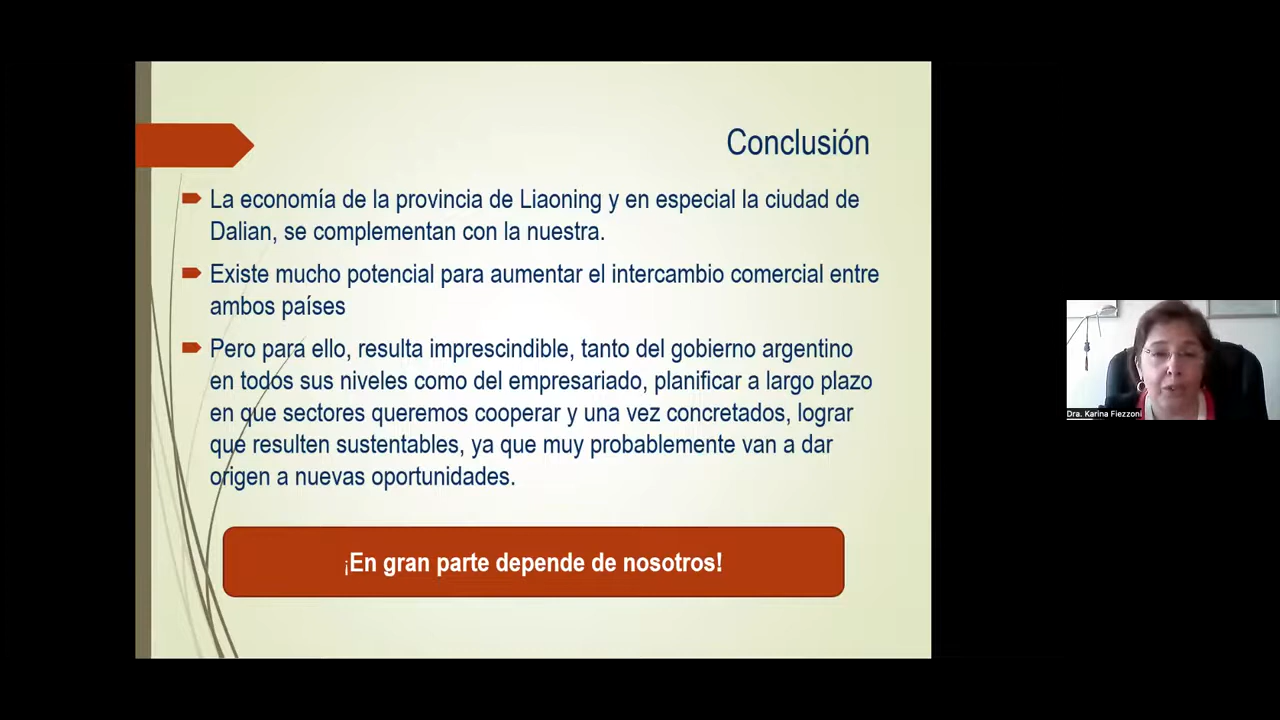 Conclusión
La economía de la provincia de Liaoning y en especial la ciudad de
Dalian, se complementan con la nuestra.
Existe mucho potencial para aumentar el intercambio comercial entre
ambos países
Pero para ello, resulta imprescindible, tanto del gobierno argentino
en todos sus niveles como del empresariado, planificar a largo plazo
en que sectores queremos cooperar y una vez concretados, lograr
que resulten sustentables, ya que muy probablemente van a dar
origen a nuevas oportunidades.
¡En gran parte depende de nosotros!
Dra. Karina Fiezzoni